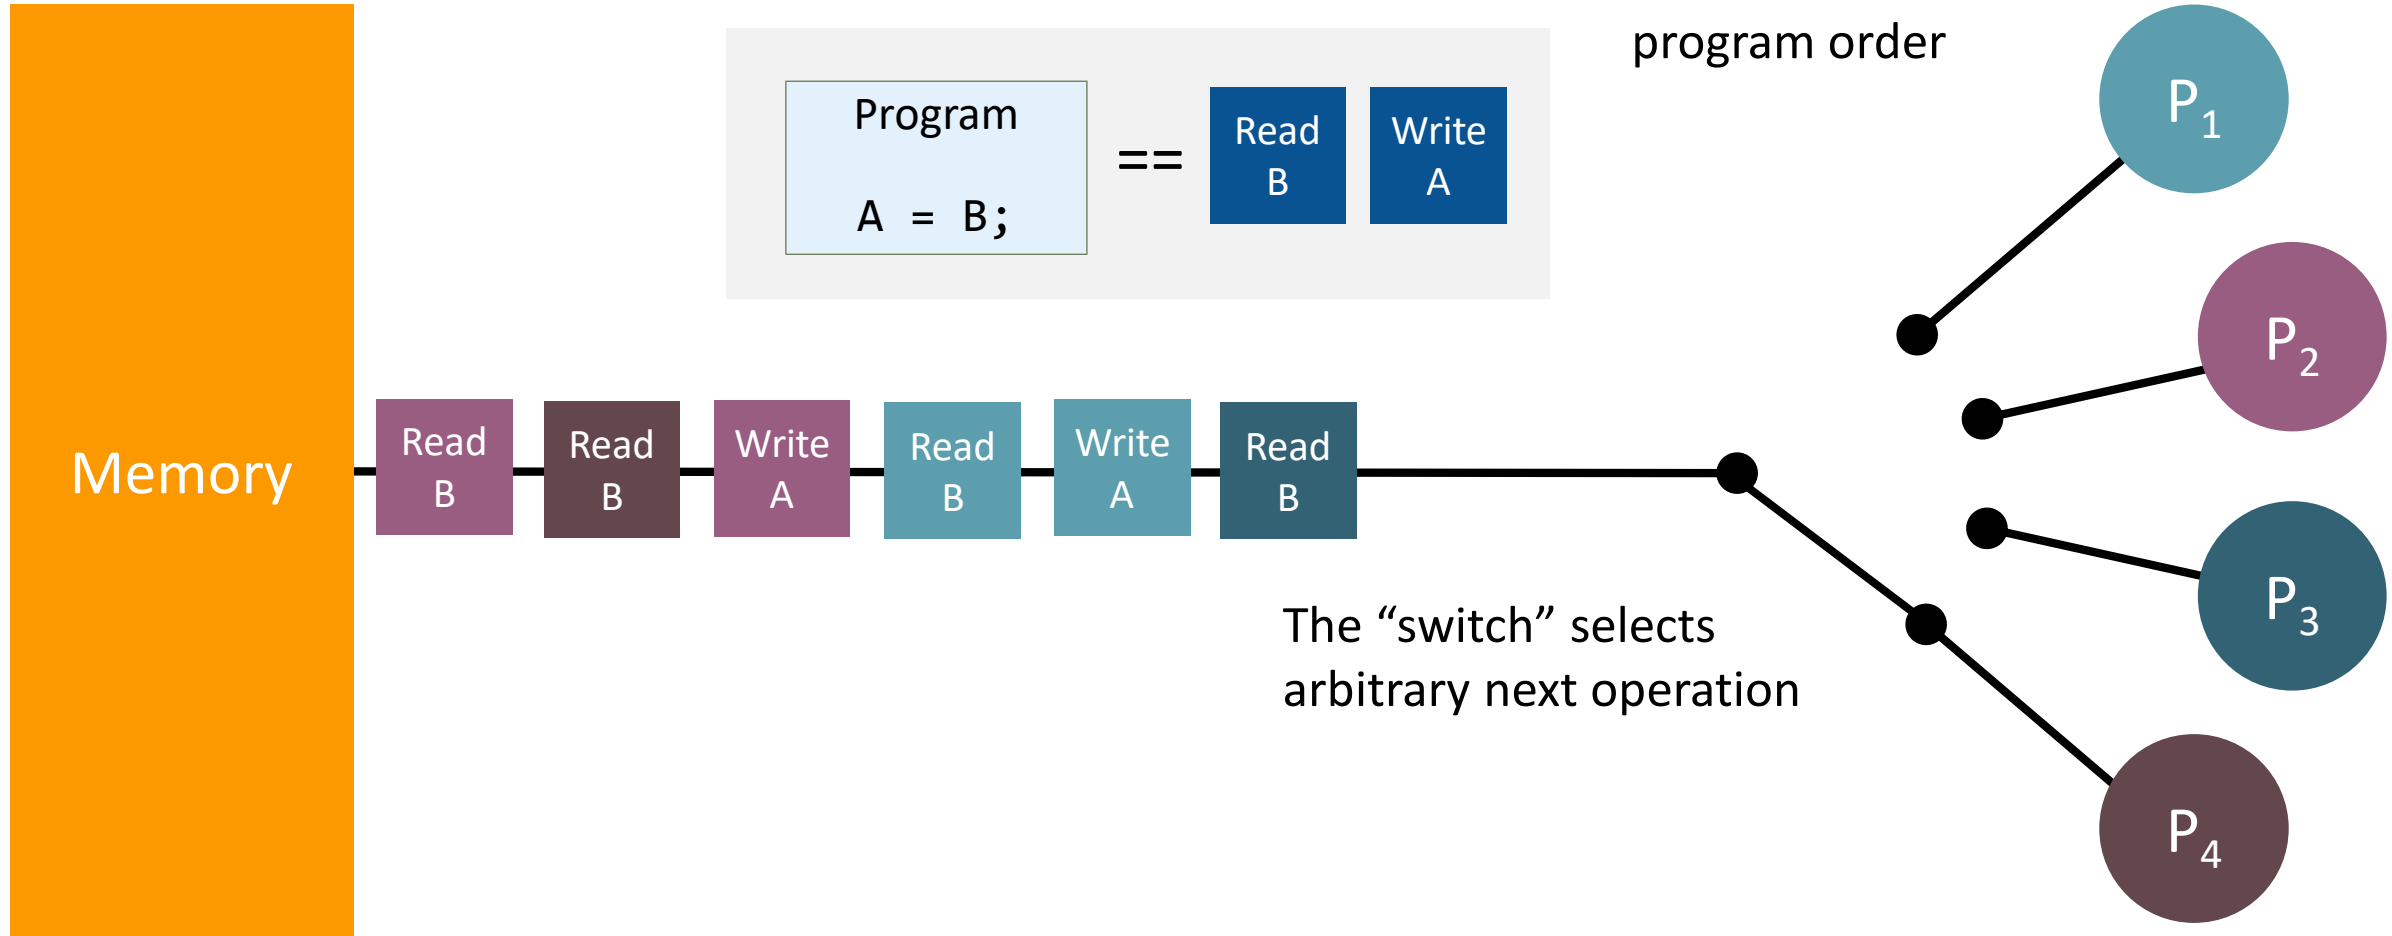 program order
Program
A = B;
==
Read
B
Write
A
P1
P2
P3
P4
Memory
Read
B
Read
B
Write
A
Read
B
Write
A
Read
B
The “switch” selects
arbitrary next operation